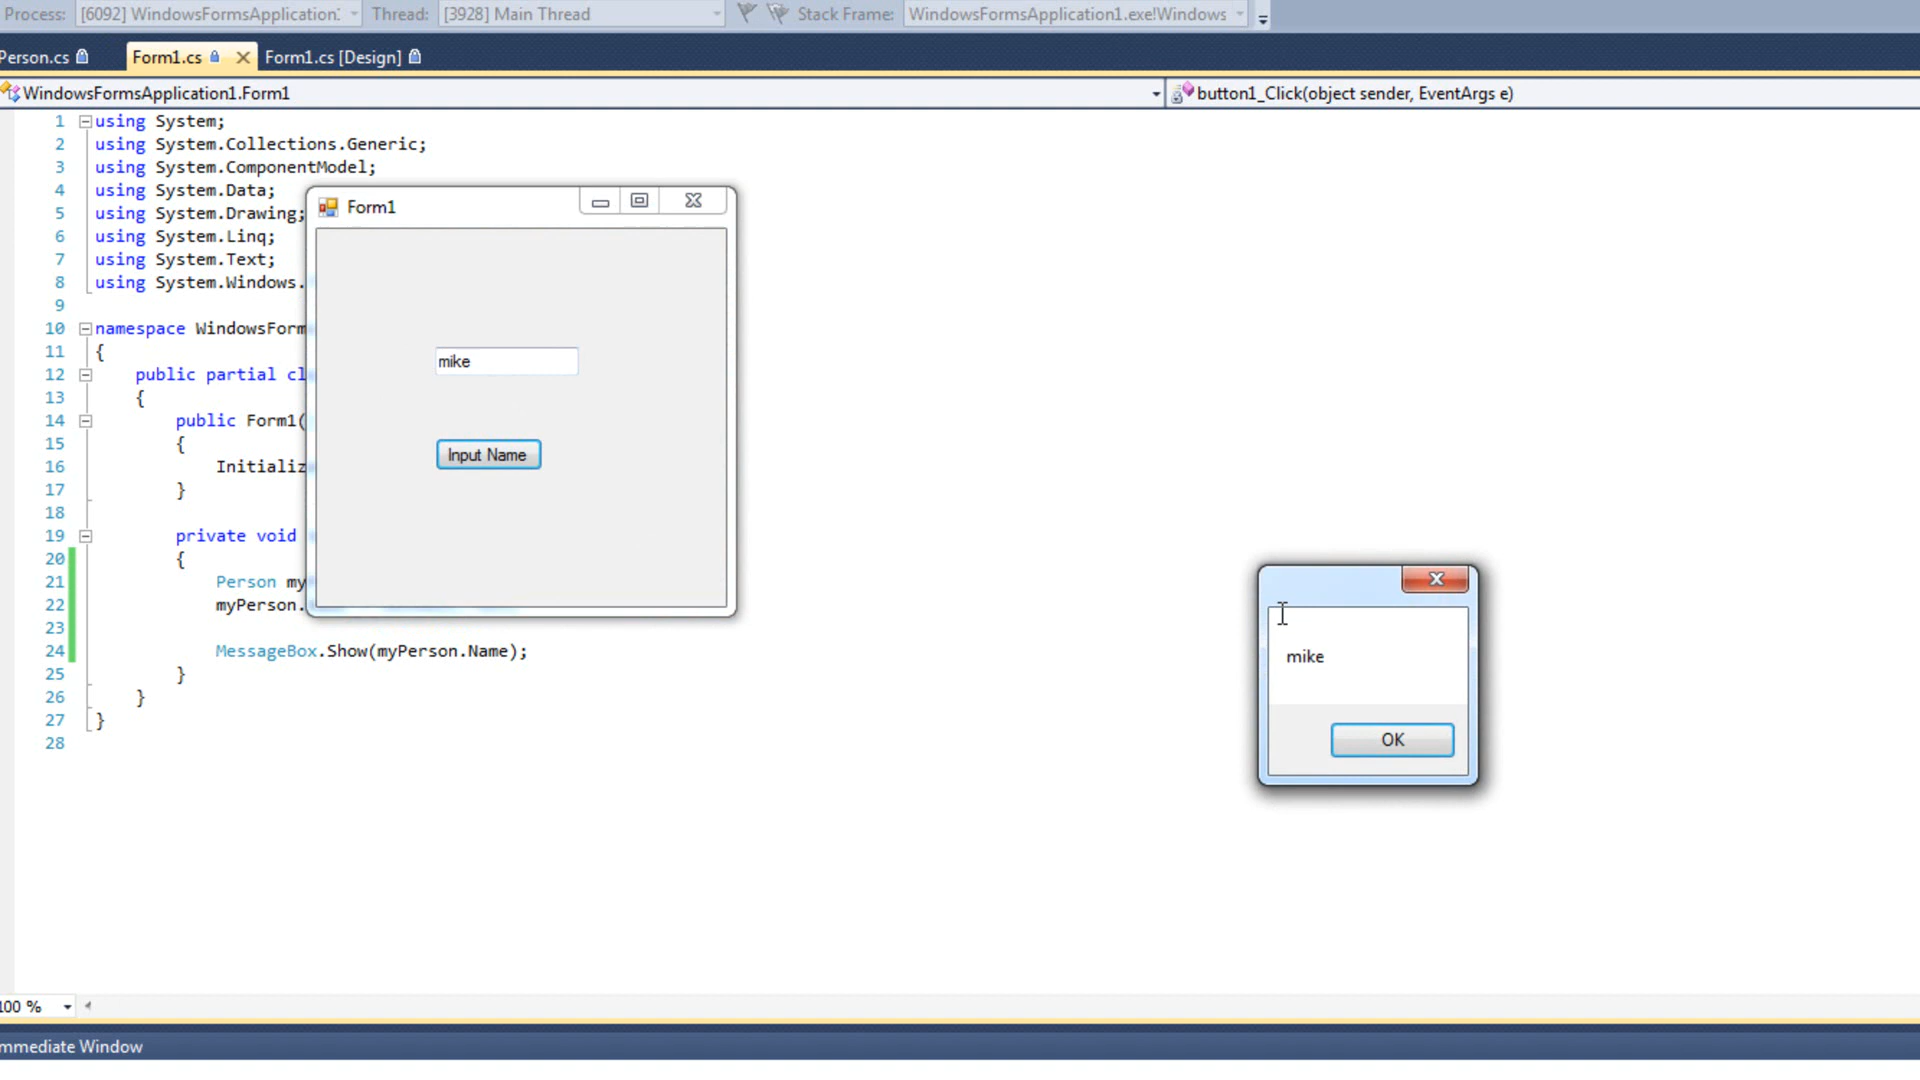 Process: [6092] WindowsFormsApplication1 Thread: [3928] Main Thread Stack Frame: WindowsFormsApplication1.exe!Windows
Person.cs Form1.cs Form1.cs [Design]
WindowsFormsApplication1.Form1 button1_Click(object sender, EventArgs e)
1 using System;
2 using System.Collections.Generic;
3 using System.ComponentModel;
4 using System.Data;
5 using System.Drawing;
6 using System.Linq;
7 using System.Text;
8 using System.Windows.
9
10 namespace WindowsForm
11 {
12 public partial cl
13 {
14 public Form1(
15 {
16 Initializ
17 }
18
19 private void
20 {
21 Person my
22 myPerson.
23
24 MessageBox.Show(myPerson.Name);
25 }
26 }
27 }
28
Form1
mike
Input Name
mike
OK
100 %
mmediate Window